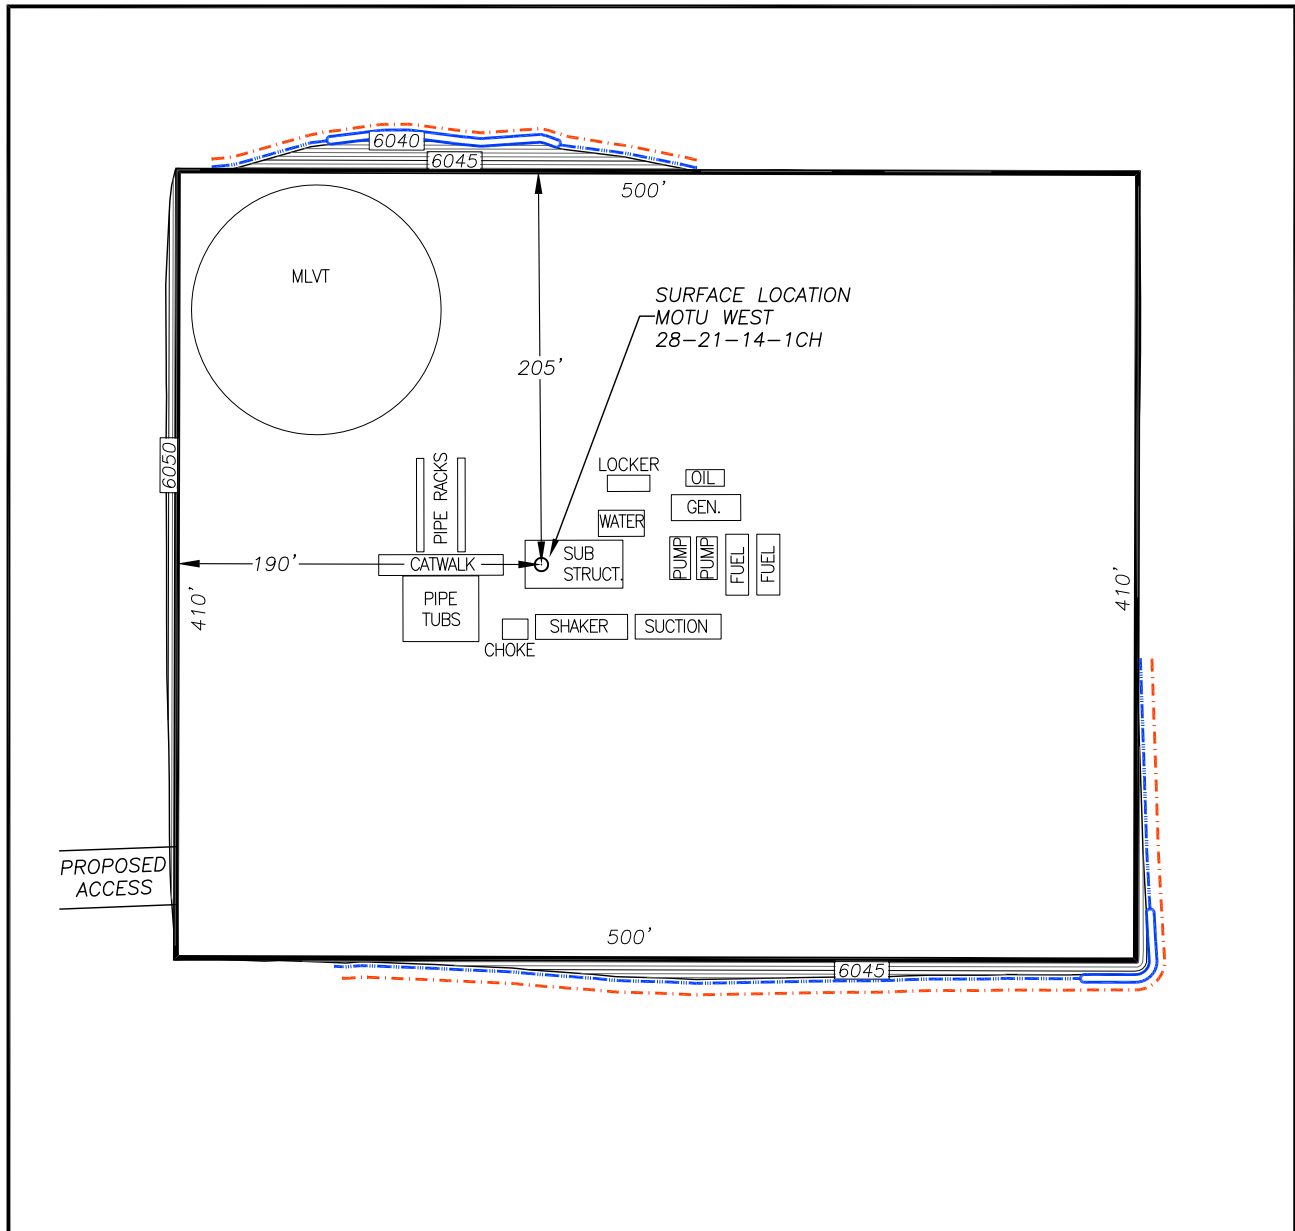 6040
6045
500'
MLVT
SURFACE LOCATION
MOTU WEST
28-21-14-1CH
205'
6050
PIPE RACKS
LOCKER
OIL
GEN.
WATER
PUMP
PUMP
FUEL
FUEL
SUB
STRUCT.
190'
CATWALK
410'
410'
PIPE
TUBS
CHOKE
SHAKER
SUCTION
PROPOSED
ACCESS
500'
6045